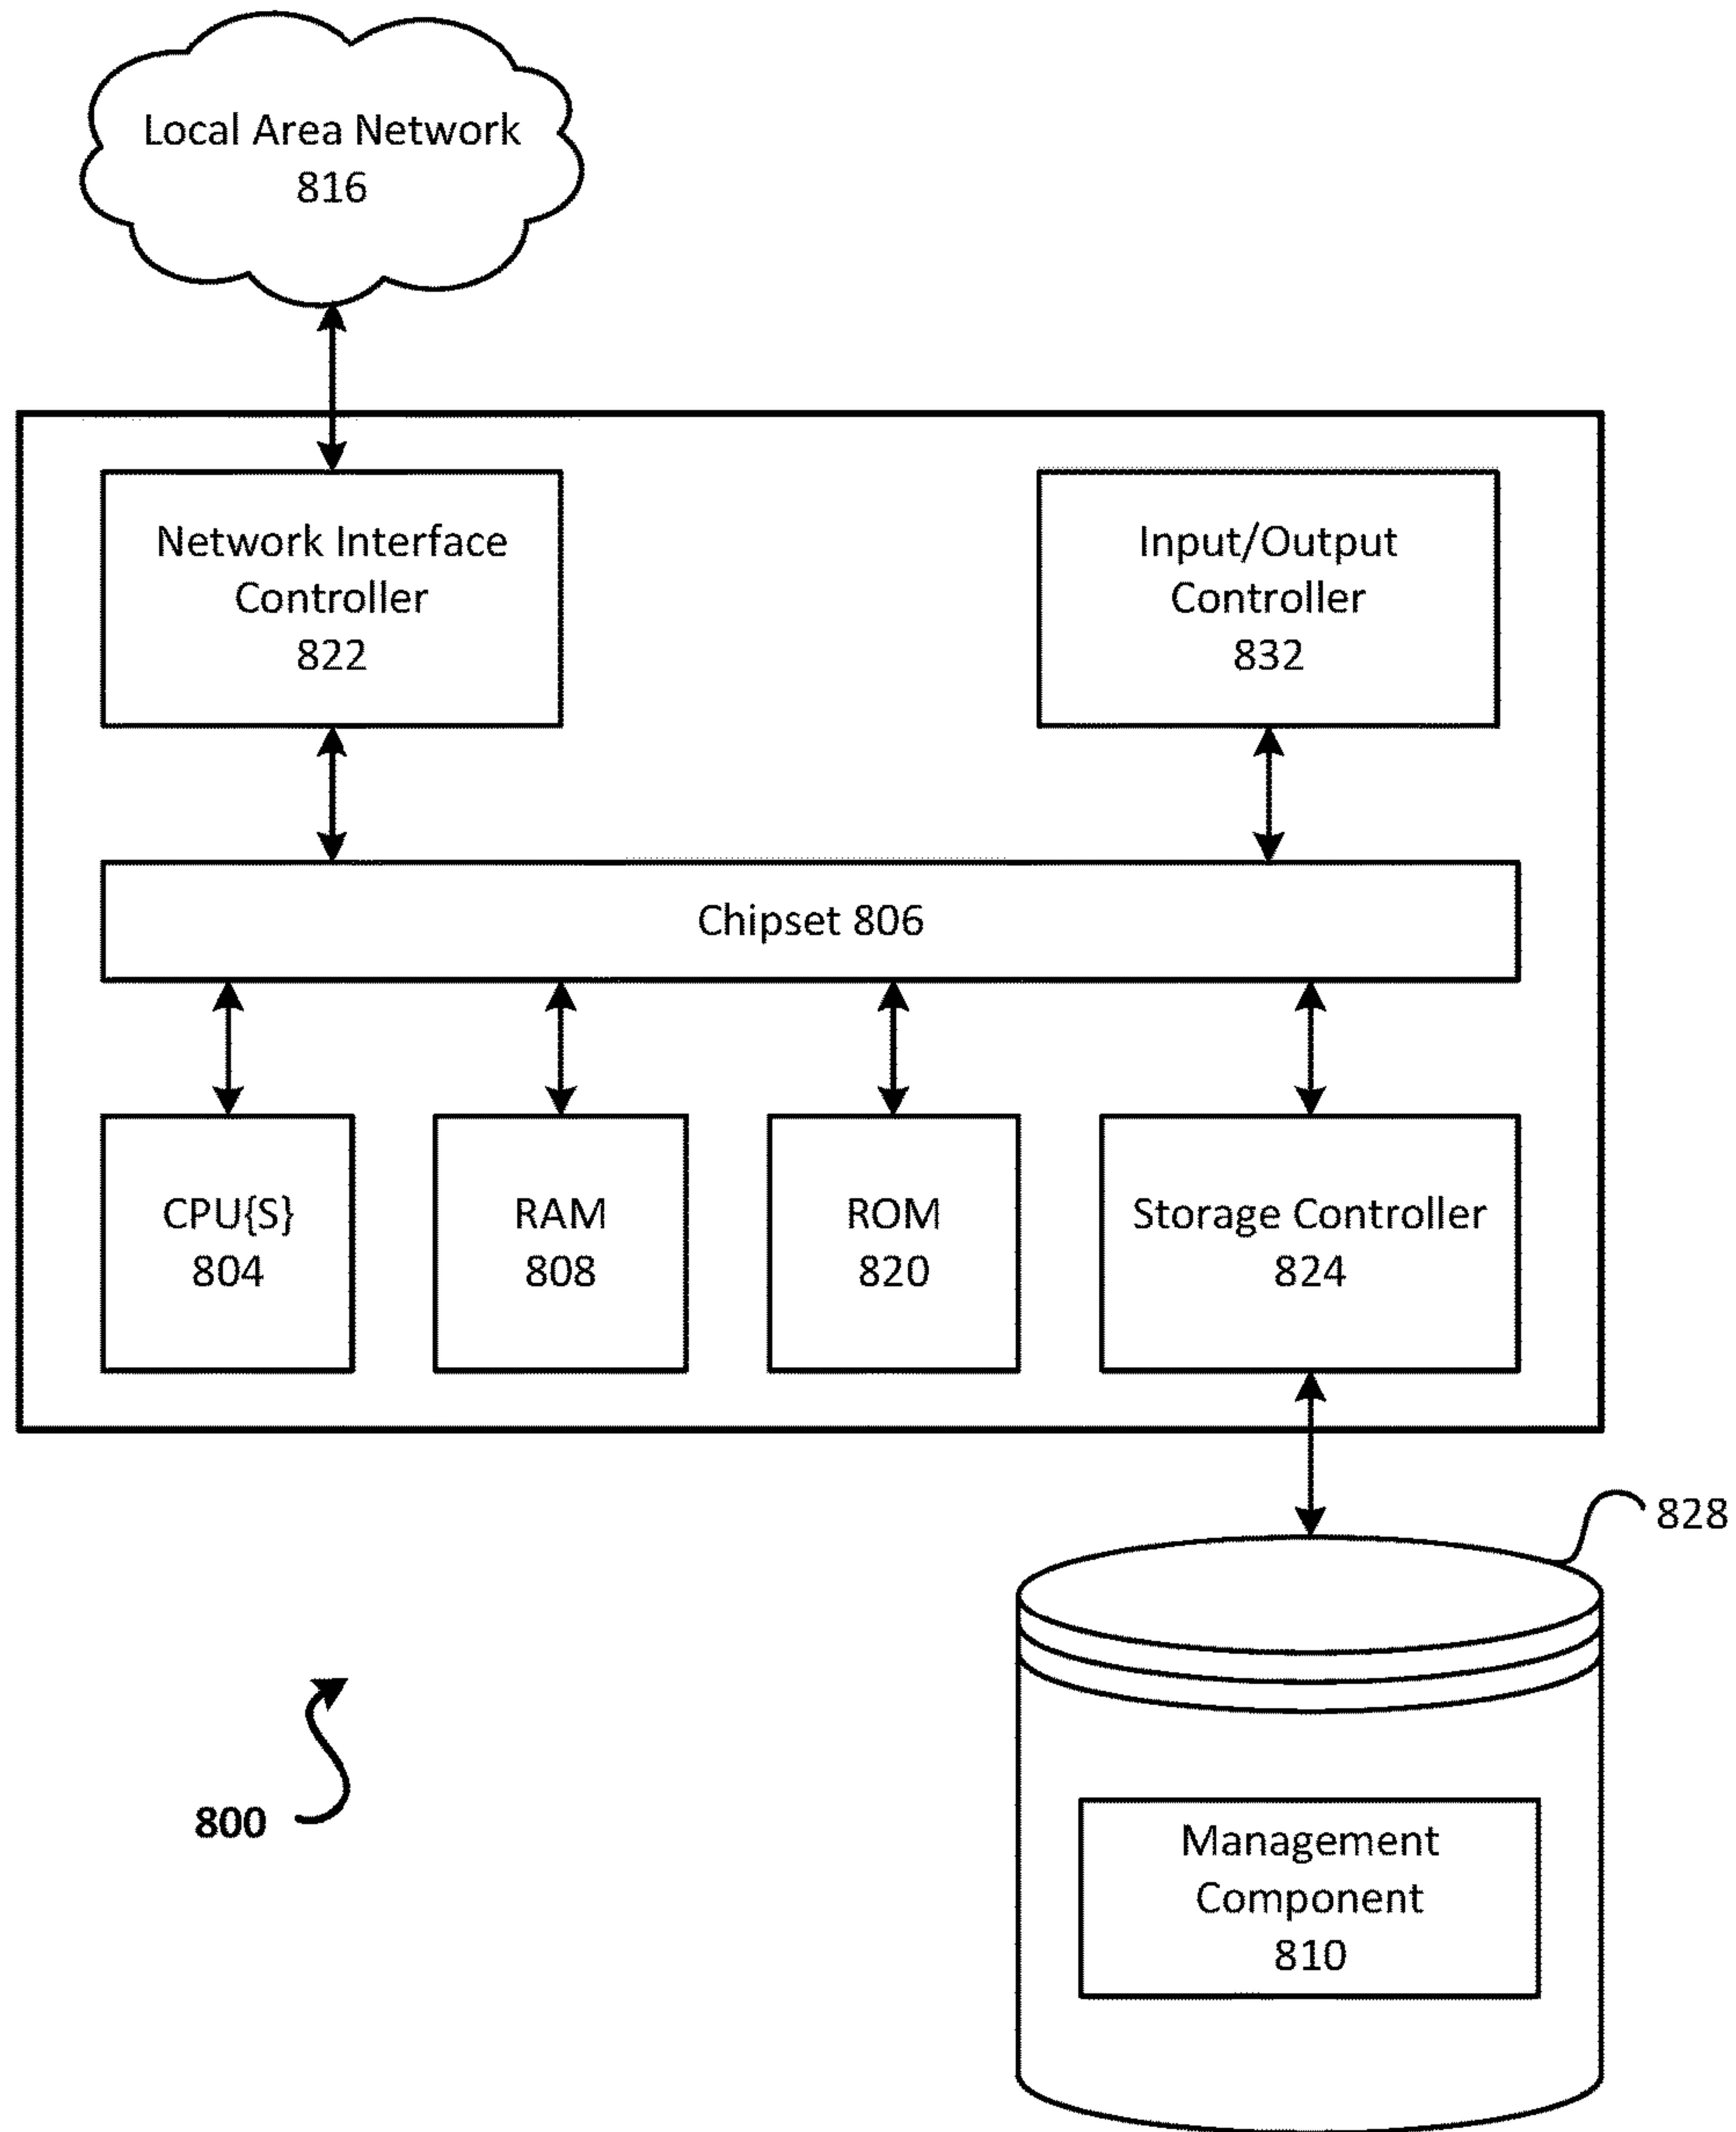 Local Area Network
816
Network Interface
Controller
822
Input/Output
Controller
832
Chipset 806
CPU{S}
804
RAM
808
ROM
820
Storage Controller
824
828
800
Management
Component
810